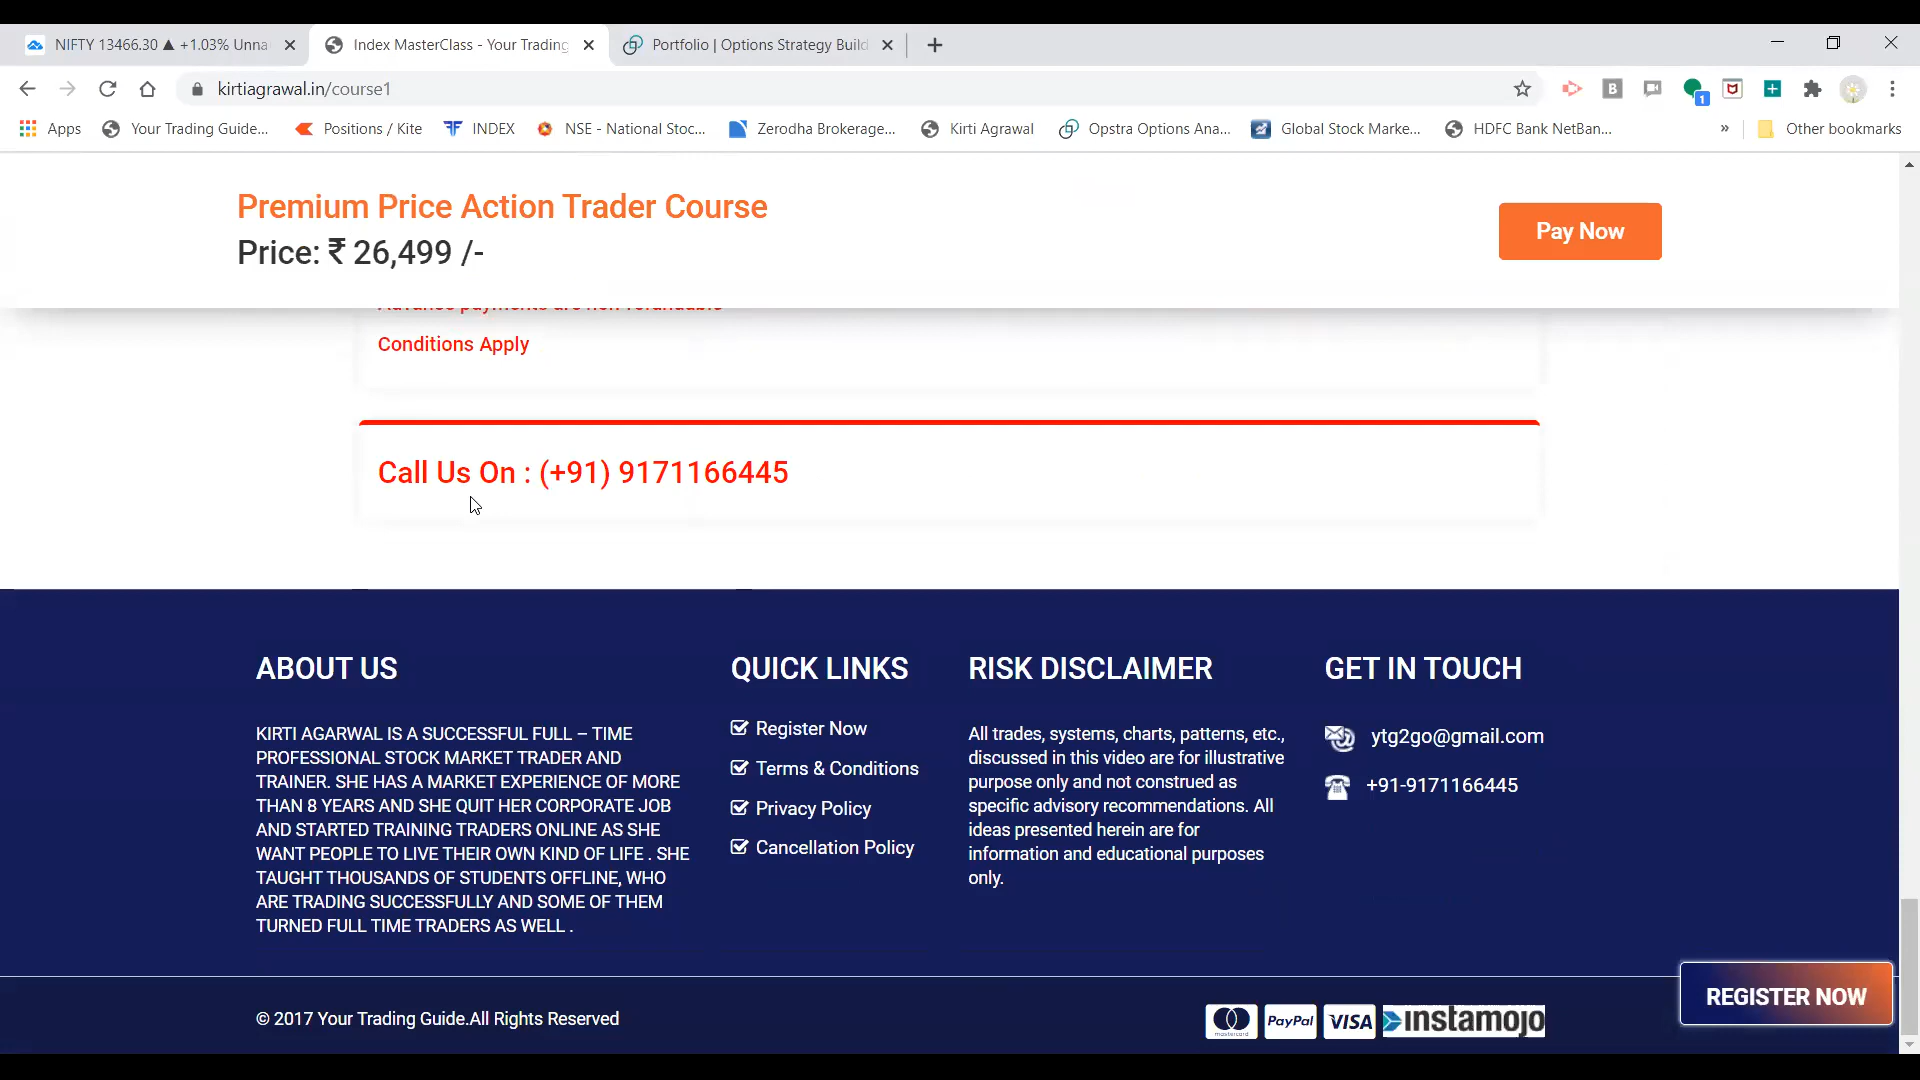 NIFTY 13466.30 ▲ +1.03% Unna
Index MasterClass - Your Trading
Portfolio | Options Strategy Build
kirtiagrawal.in/course1
B
1
Apps
Your Trading Guide...
Positions / Kite
INDEX
NSE - National Stoc...
Zerodha Brokerage...
Kirti Agrawal
Opstra Options Ana...
Global Stock Marke...
HDFC Bank NetBan...
»
Other bookmarks
Premium Price Action Trader Course
Price: ₹ 26,499 /-
Pay Now
Advance payments are non refundable
Conditions Apply
Call Us On : (+91) 9171166445
ABOUT US
KIRTI AGARWAL IS A SUCCESSFUL FULL – TIME
PROFESSIONAL STOCK MARKET TRADER AND
TRAINER. SHE HAS A MARKET EXPERIENCE OF MORE
THAN 8 YEARS AND SHE QUIT HER CORPORATE JOB
AND STARTED TRAINING TRADERS ONLINE AS SHE
WANT PEOPLE TO LIVE THEIR OWN KIND OF LIFE . SHE
TAUGHT THOUSANDS OF STUDENTS OFFLINE, WHO
ARE TRADING SUCCESSFULLY AND SOME OF THEM
TURNED FULL TIME TRADERS AS WELL .
QUICK LINKS
Register Now
Terms & Conditions
Privacy Policy
Cancellation Policy
RISK DISCLAIMER
All trades, systems, charts, patterns, etc.,
discussed in this video are for illustrative
purpose only and not construed as
specific advisory recommendations. All
ideas presented herein are for
information and educational purposes
only.
GET IN TOUCH
ytg2go@gmail.com
+91-9171166445
REGISTER NOW
© 2017 Your Trading Guide.All Rights Reserved
mastercard
PayPal
VISA
instamojo